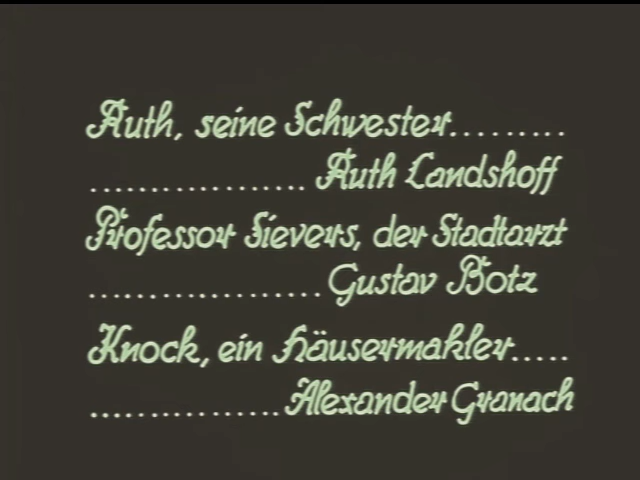 Ruth, seine Schwester.........
.................. Ruth Landshoff
Professor Sievers, der Stadtarzt
................... Gustav Botz
Knock, ein Häusermakler.....
................ Alexander Granach